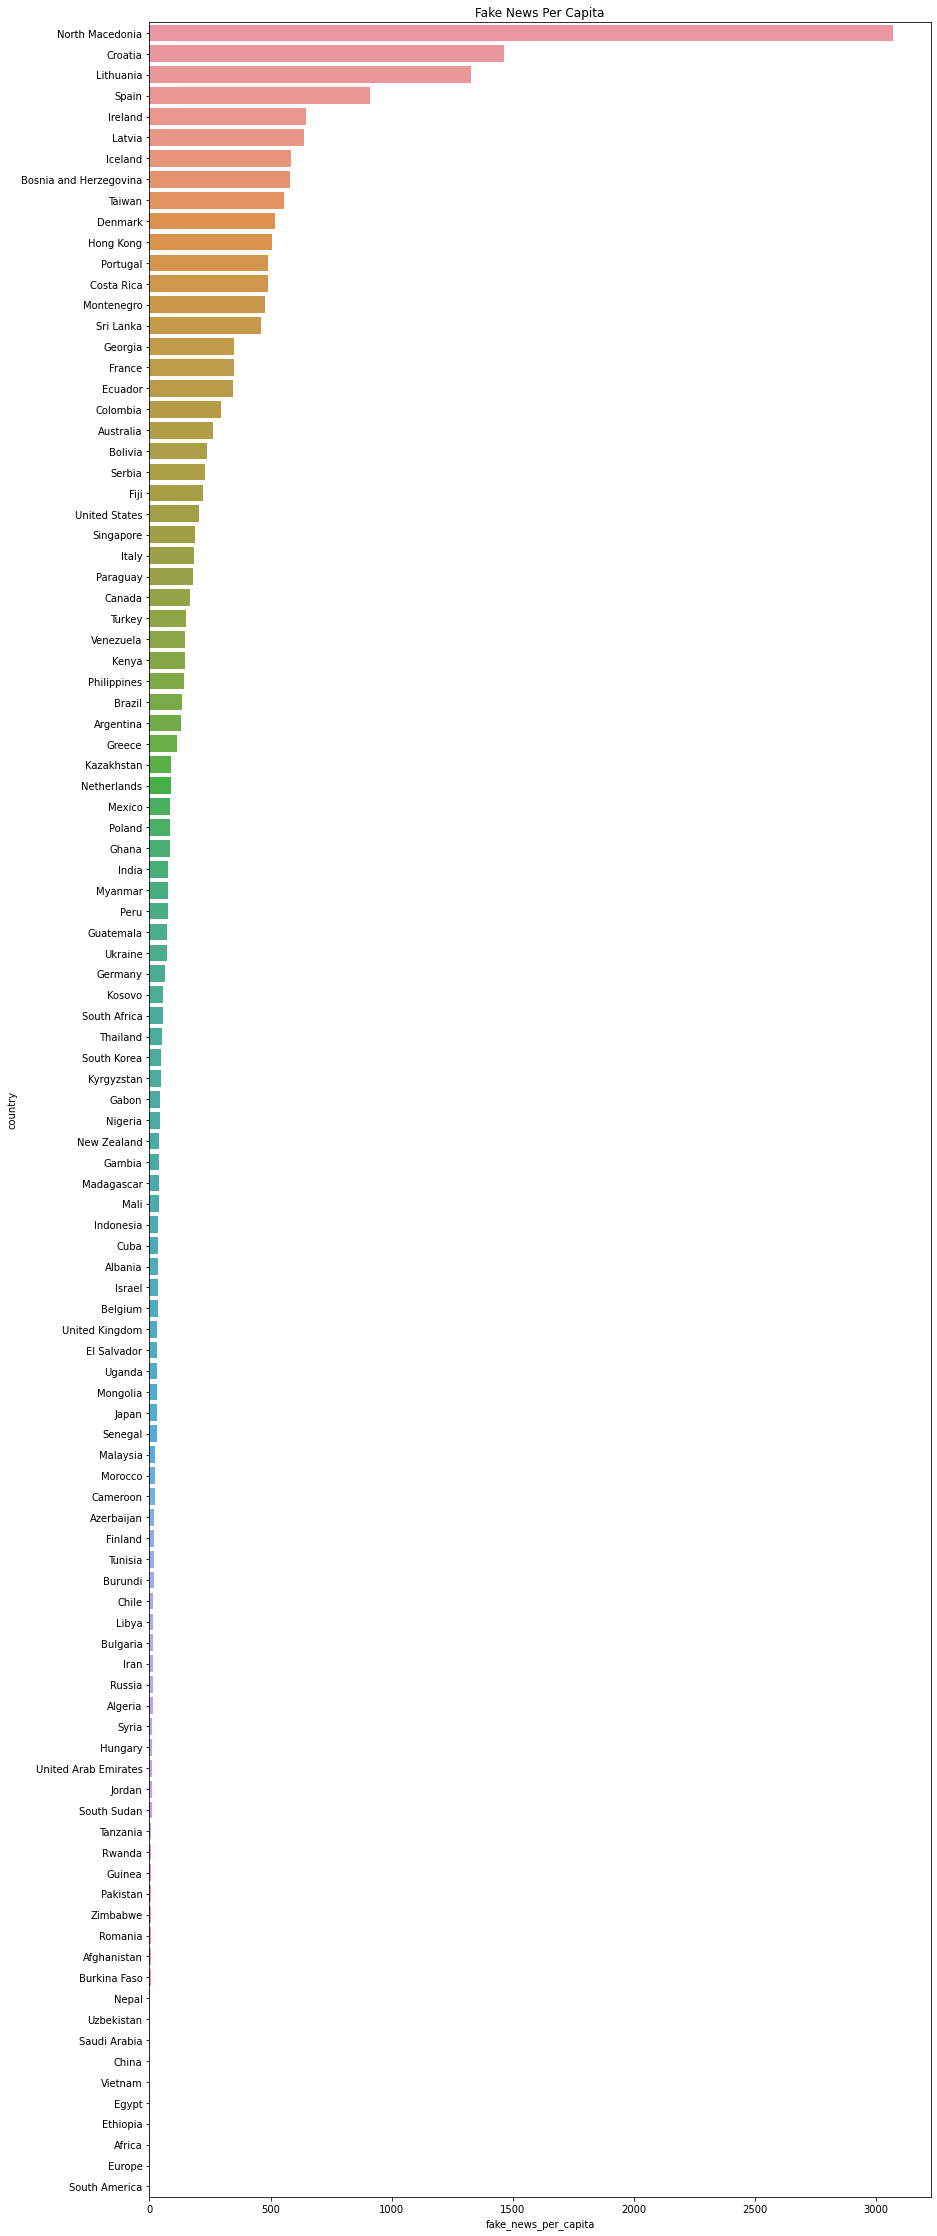 Fake News Per Capita
North Macedonia
Croatia
Lithuania
Spain
Ireland
Latvia
Iceland
Bosnia and Herzegovina
Taiwan
Denmark
Hong Kong
Portugal
Costa Rica
Montenegro
Sri Lanka
Georgia
France
Ecuador
Colombia
Australia
Bolivia
Serbia
Fiji
United States
Singapore
Italy
Paraguay
Canada
Turkey
Venezuela
Kenya
Philippines
Brazil
Argentina
Greece
Kazakhstan
Netherlands
Mexico
Poland
Ghana
India
Myanmar
Peru
Guatemala
Ukraine
Germany
Kosovo
South Africa
Thailand
South Korea
Kyrgyzstan
Gabon
Nigeria
New Zealand
Gambia
Madagascar
Mali
Indonesia
Cuba
Albania
Israel
Belgium
United Kingdom
El Salvador
Uganda
Mongolia
Japan
Senegal
Malaysia
Morocco
Cameroon
Azerbaijan
Finland
Tunisia
Burundi
Chile
Libya
Bulgaria
Iran
Russia
Algeria
Syria
Hungary
United Arab Emirates
Jordan
South Sudan
Tanzania
Rwanda
Guinea
Pakistan
Zimbabwe
Romania
Afghanistan
Burkina Faso
Nepal
Uzbekistan
Saudi Arabia
China
Vietnam
Egypt
Ethiopia
Africa
Europe
South America
country
0 500 1000 1500 2000 2500 3000
fake_news_per_capita